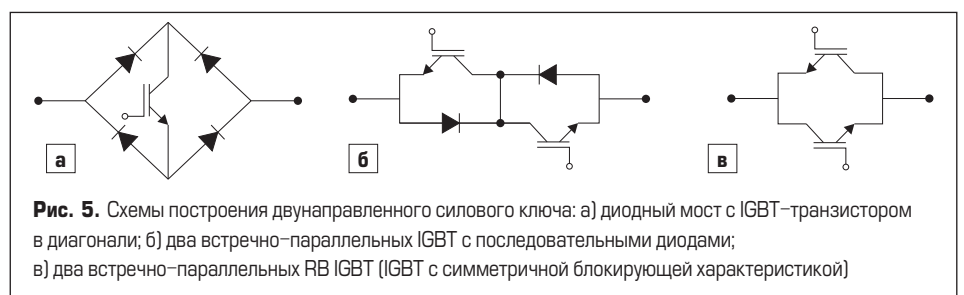 а
б
в
Рис. 5. Схемы построения двунаправленного силового ключа: а) диодный мост с IGBT-транзистором
в диагонали; б) два встречно-параллельных IGBT с последовательными диодами;
в) два встречно-параллельных RB IGBT (IGBT с симметричной блокирующей характеристикой)